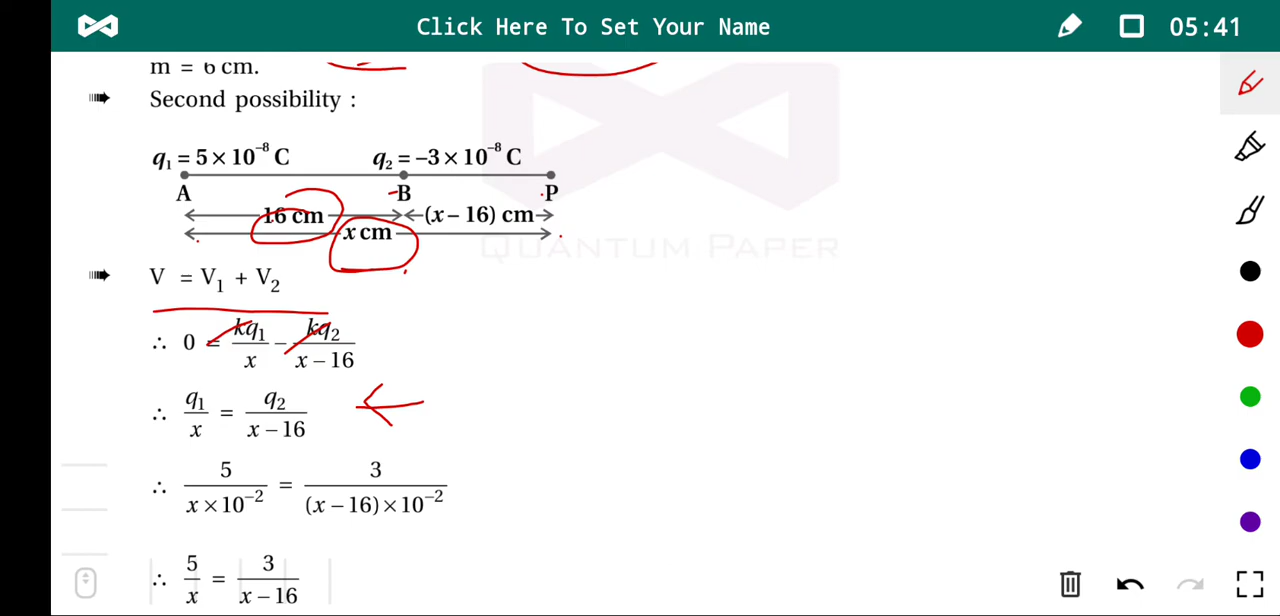 Click Here To Set Your Name
05:41
m = 6 cm.
➠ Second possibility :
q₁ = 5 × 10⁻⁸ C q₂ = −3 × 10⁻⁸ C
A B P
16 cm (x − 16) cm
x cm
QUANTUM PAPER
➠ V = V₁ + V₂
∴ 0 = kq₁/x − kq₂/(x − 16)
∴ q₁/x = q₂/(x − 16)
∴ 5/(x × 10⁻²) = 3/((x − 16) × 10⁻²)
∴ 5/x = 3/(x − 16)